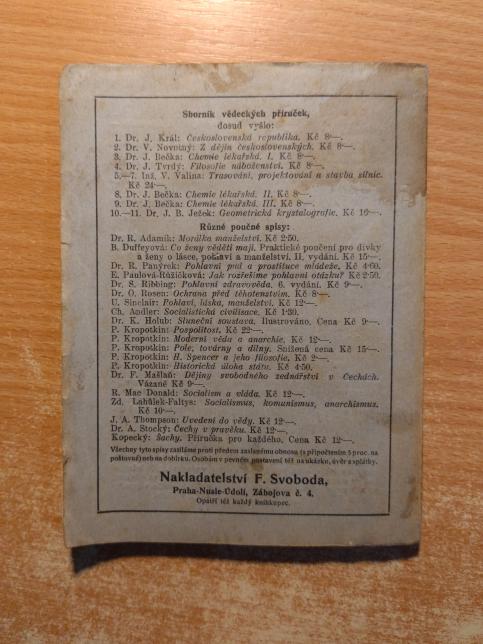 Sborník vědeckých příruček,
dosud vyšlo:
1. Dr. J. Král: Československá republika. Kč 8·—.
2. Dr. V. Novotný: Z dějin československých. Kč 8·—.
3. Dr. J. Bečka: Chemie lékařská. I. Kč 8·—.
4. Dr. J. Tvrdý: Filosofie náboženství. Kč 8·—.
5.—7. Inž. V. Valina: Trasování, projektování a stavba silnic.
Kč 24·—.
8. Dr. J. Bečka: Chemie lékařská. II. Kč 8·—.
9. Dr. J. Bečka: Chemie lékařská. III. Kč 8·—.
10.—11. Dr. J. B. Ježek: Geometrická krystalografie. Kč 16·—.
Různé poučné spisy:
Dr. R. Adamík: Morálka manželství. Kč 2·50.
B. Duffeyová: Co ženy věděti mají. Praktické poučení pro dívky
a ženy o lásce, pohlaví a manželství. II. vydání. Kč 15·—.
Dr. R. Panýrek: Pohlavní pud a prostituce mládeže. Kč 4·60.
E. Paulová-Růžičková: Jak rozřešíme pohlavní otázku? Kč 2·50.
Dr. S. Ribbing: Pohlavní zdravověda. 6. vydání. Kč 9·—.
Dr. O. Rosen: Ochrana před těhotenstvím. Kč 8·—.
U. Sinclair: Pohlaví, láska, manželství. Kč 12·—.
Ch. Andler: Socialistická civilisace. Kč 1·30.
Dr. K. Holub: Sluneční soustava. Ilustrováno. Cena Kč 9·—.
P. Kropotkin: Pospolitost. Kč 22·—.
P. Kropotkin: Moderní věda a anarchie. Kč 12·—.
P. Kropotkin: Pole, továrny a dílny. Snížená cena Kč 15·—.
P. Kropotkin: H. Spencer a jeho filosofie. Kč 2·—.
P. Kropotkin: Historická úloha státu. Kč 4·50.
Dr. F. Mašlaň: Dějiny svobodného zednářství v Čechách.
Vázané Kč 9·—.
R. Mac Donald: Socialism a vláda. Kč 12·—.
Zd. Lahůlek-Faltys: Socialismus, komunismus, anarchismus.
Kč 10·—.
J. A. Thompson: Uvedení do vědy. Kč 12·—.
Dr. A. Stocký: Čechy v pravěku. Kč 12·—.
Kopecký: Šachy. Příručka pro každého. Cena Kč 12·—.
Všechny tyto spisy zasíláme proti předem zaslanému obnosu (s připočtením 5 proc. na
poštovné) neb na dobírku. Osobám v pevném postavení též na ukázku, úvěr a splátky.
Nakladatelství F. Svoboda,
Praha-Nusle-Údolí, Zábojova č. 4.
Opatří též každý knihkupec.